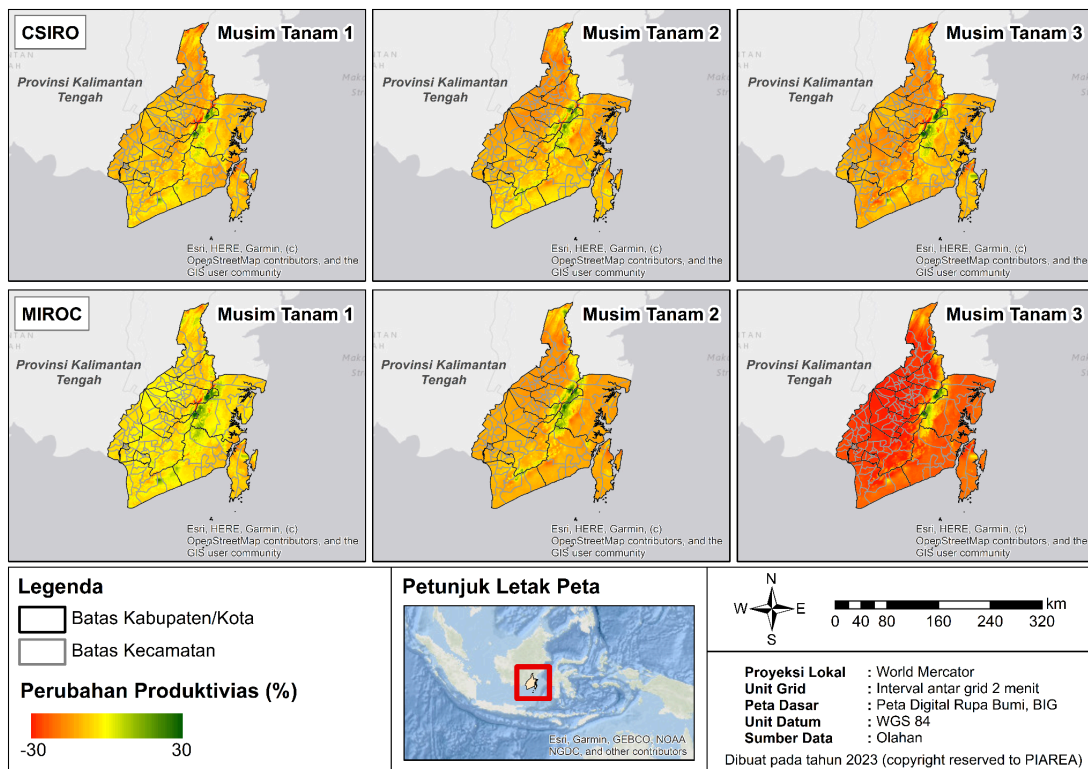 CSIRO
Musim Tanam 1
Provinsi Kalimantan
Tengah
Esri, HERE, Garmin, (c)
OpenStreetMap contributors, and the
GIS user community
Musim Tanam 2
Provinsi Kalimantan
Tengah
Esri, HERE, Garmin, (c)
OpenStreetMap contributors, and the
GIS user community
Musim Tanam 3
Provinsi Kalimantan
Tengah
Esri, HERE, Garmin, (c)
OpenStreetMap contributors, and the
GIS user community
MIROC
Musim Tanam 1
Provinsi Kalimantan
Tengah
Esri, HERE, Garmin, (c)
OpenStreetMap contributors, and the
GIS user community
Musim Tanam 2
Provinsi Kalimantan
Tengah
Esri, HERE, Garmin, (c)
OpenStreetMap contributors, and the
GIS user community
Musim Tanam 3
Provinsi Kalimantan
Tengah
Esri, HERE, Garmin, (c)
OpenStreetMap contributors, and the
GIS user community
Legenda
Batas Kabupaten/Kota
Batas Kecamatan
Perubahan Produktivias (%)
-30 30
Petunjuk Letak Peta
Esri, Garmin, GEBCO, NOAA
NGDC, and other contributors
N
W E
S
km
0 40 80 160 240 320
Proyeksi Lokal : World Mercator
Unit Grid : Interval antar grid 2 menit
Peta Dasar : Peta Digital Rupa Bumi, BIG
Unit Datum : WGS 84
Sumber Data : Olahan
Dibuat pada tahun 2023 (copyright reserved to PIAREA)